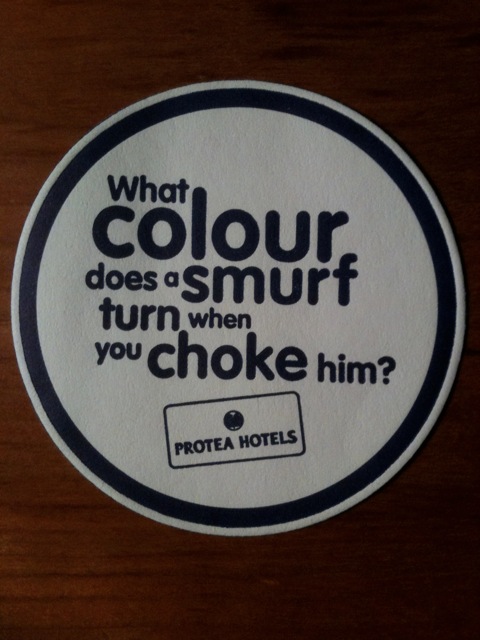 What
colour
does a smurf
turn when
you choke him?
PROTEA HOTELS